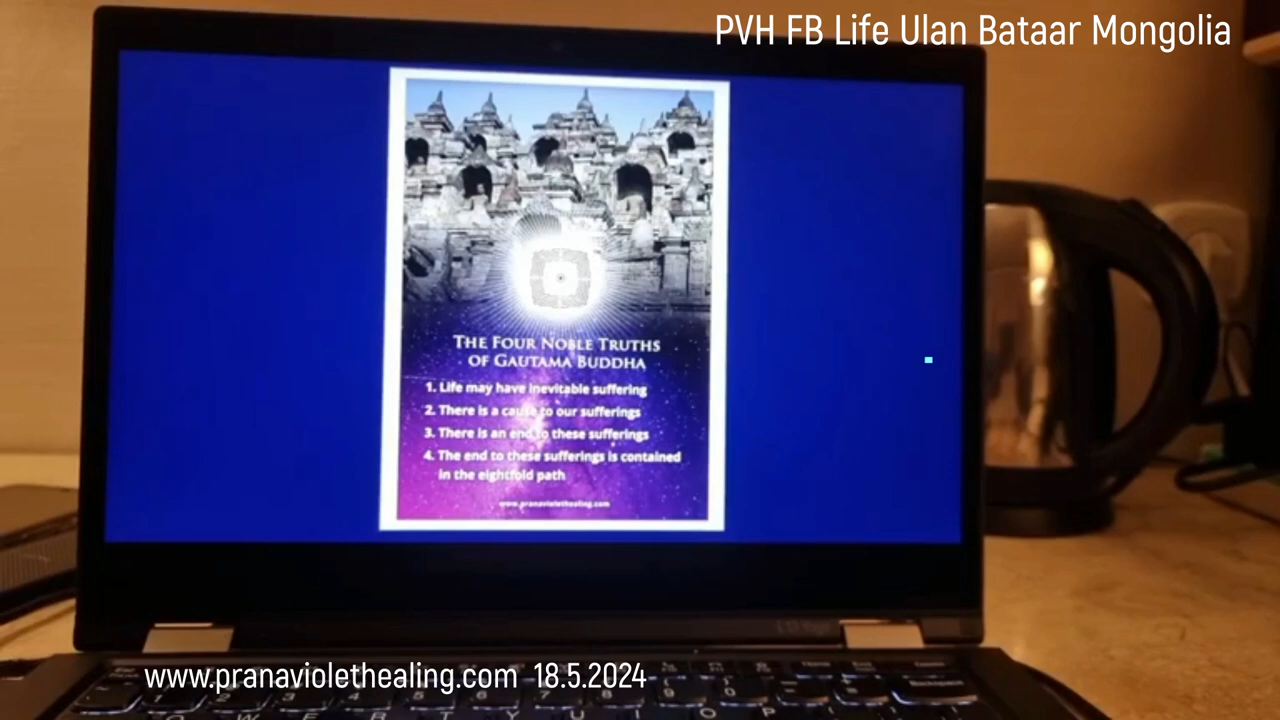 PVH FB Life Ulan Bataar Mongolia
THE FOUR NOBLE TRUTHS
OF GAUTAMA BUDDHA
1. Life may have inevitable suffering
2. There is a cause to our sufferings
3. There is an end to these sufferings
4. The end to these sufferings is contained
in the eightfold path
www.pranaviolethealing.com
Backspace
www.pranaviolethealing.com 18.5.2024
Q W E R T Y U I O P